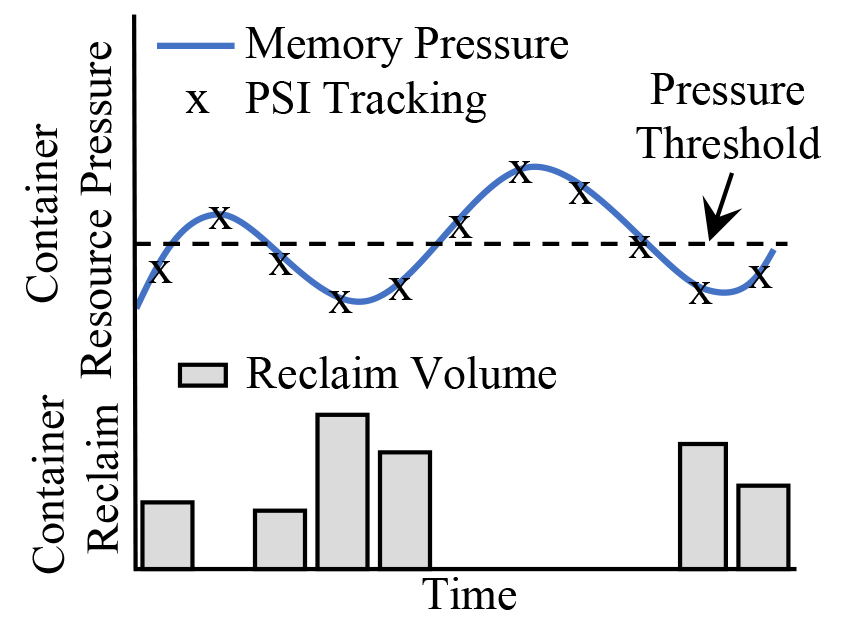 Memory Pressure
x PSI Tracking
Pressure
Threshold
Container
Resource Pressure
x x x x x x x x x x x
Reclaim Volume
Container
Reclaim
Time